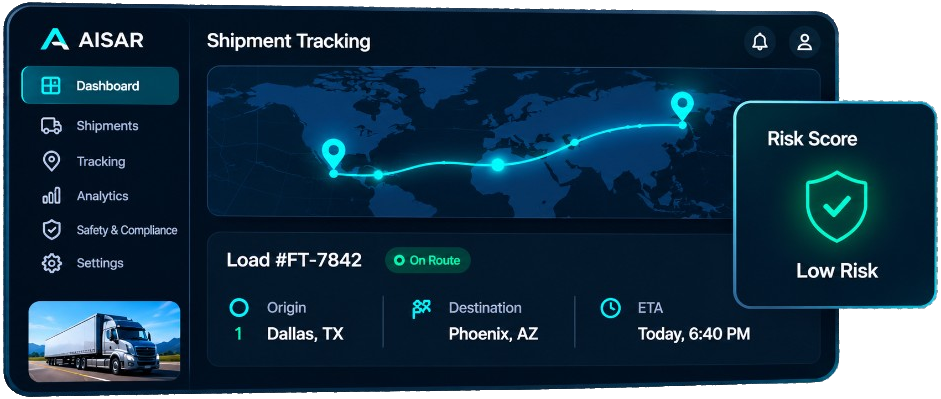 AISAR
Dashboard
Shipments
Tracking
Analytics
Safety & Compliance
Settings
Shipment Tracking
Load #FT-7842
On Route
Origin
1 Dallas, TX
Destination
Phoenix, AZ
ETA
Today, 6:40 PM
Risk Score
Low Risk